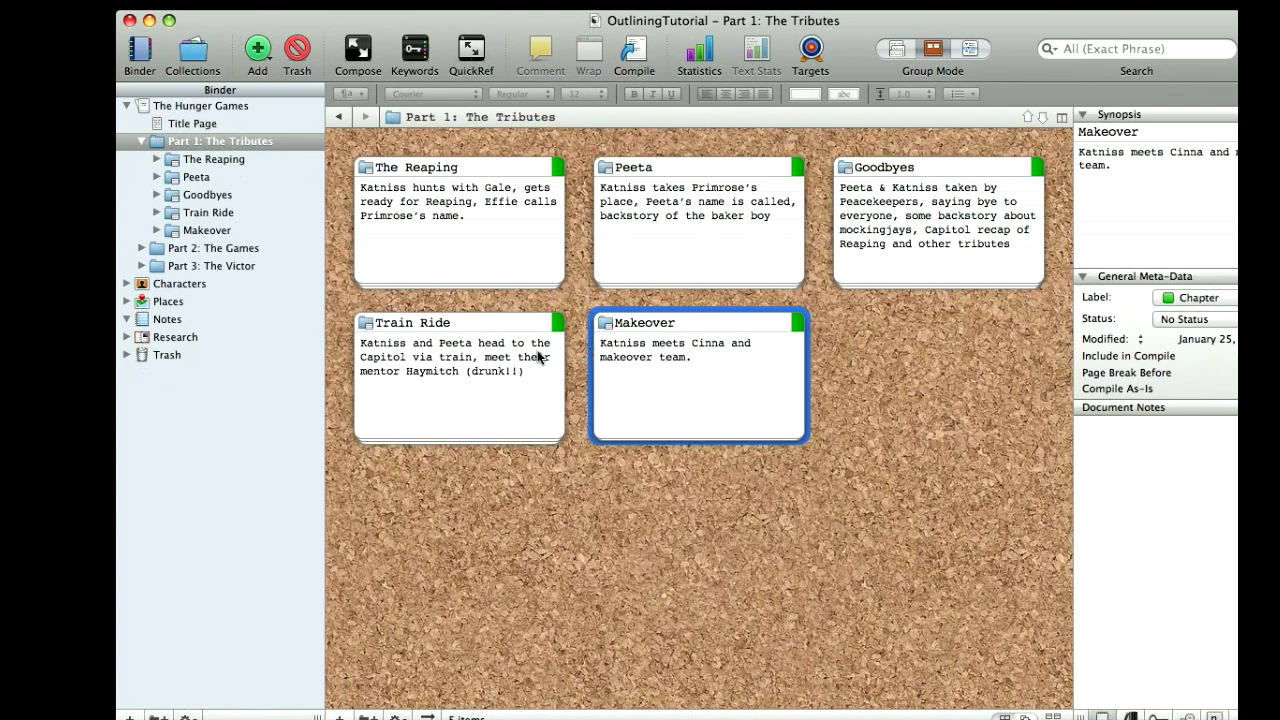 OutliningTutorial – Part 1: The Tributes
Binder Collections Add Trash Compose Keywords QuickRef Comment Wrap Compile Statistics Text Stats Targets Group Mode Search
All (Exact Phrase)
Binder
Courier Regular 12 B I U abc 1.0
The Hunger Games
Title Page
Part 1: The Tributes
The Reaping
Peeta
Goodbyes
Train Ride
Makeover
Part 2: The Games
Part 3: The Victor
Characters
Places
Notes
Research
Trash
Part 1: The Tributes
The Reaping
Katniss hunts with Gale, gets
ready for Reaping, Effie calls
Primrose's name.
Peeta
Katniss takes Primrose's
place, Peeta's name is called,
backstory of the baker boy
Goodbyes
Peeta & Katniss taken by
Peacekeepers, saying bye to
everyone, some backstory about
mockingjays, Capitol recap of
Reaping and other tributes
Train Ride
Katniss and Peeta head to the
Capitol via train, meet their
mentor Haymitch (drunk!!)
Makeover
Katniss meets Cinna and
makeover team.
5 items
Synopsis
Makeover
Katniss meets Cinna and
team.
General Meta-Data
Label: Chapter
Status: No Status
Modified: January 25,
Include in Compile
Page Break Before
Compile As-Is
Document Notes